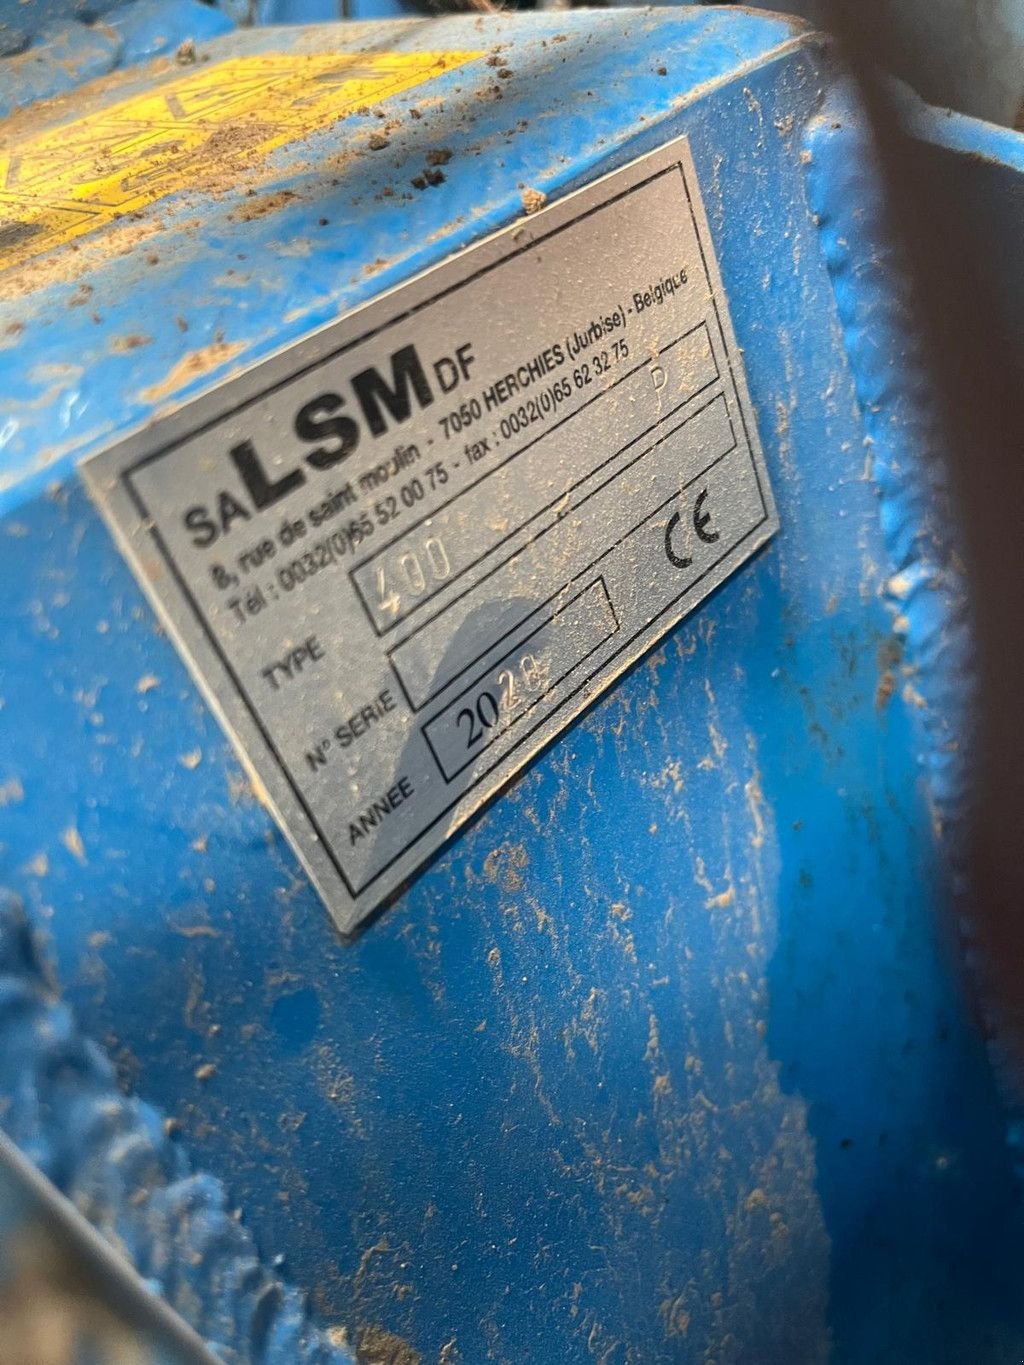 SA LSM DF
8, rue de saint moulin - 7050 HERCHIES (Jurbise) - Belgique
Tél : 0032(0)65 52 00 75 - fax : 0032(0)65 62 32 75
TYPE 400 D
N° SERIE
ANNEE 2020
CE